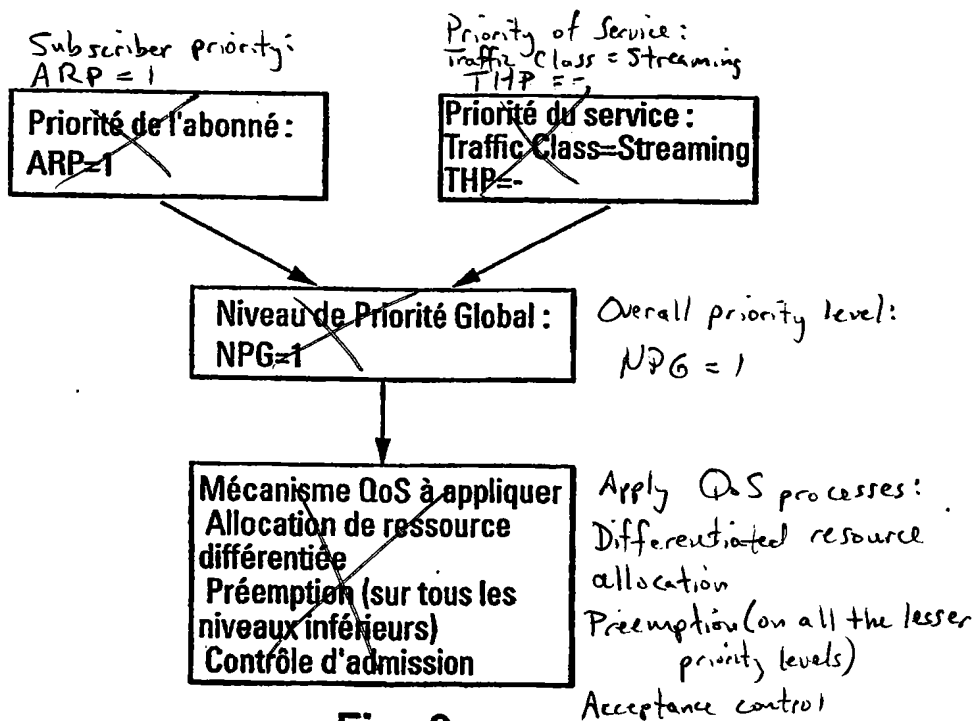 Subscriber priority:
ARP = 1
Priority of Service:
Traffic Class = Streaming
THP = -
Priorité de l'abonné :
ARP=1
Priorité du service :
Traffic Class=Streaming
THP=-
Niveau de Priorité Global :
NPG=1
Overall priority level:
NPG = 1
Mécanisme QoS à appliquer
Allocation de ressource
différentiée
Préemption (sur tous les
niveaux inférieurs)
Contrôle d'admission
Apply QoS processes:
Differentiated resource
allocation
Preemption (on all the lesser
priority levels)
Acceptance control